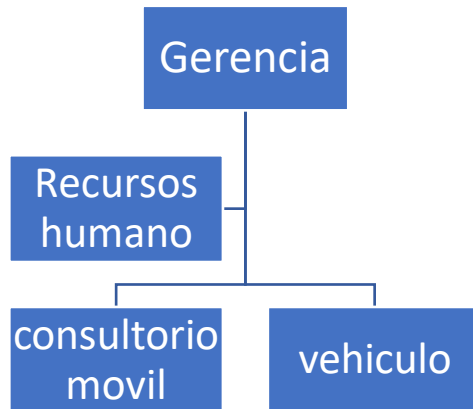 Gerencia
Recursos
humano
consultorio
movil
vehiculo